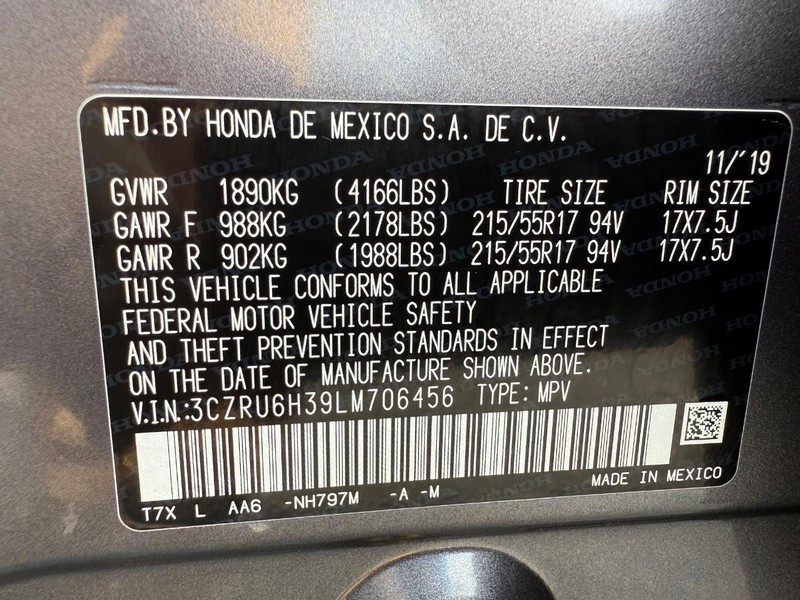 MFD.BY HONDA DE MEXICO S.A. DE C.V.
11/'19
GVWR 1890KG (4166LBS) TIRE SIZE RIM SIZE
GAWR F 988KG (2178LBS) 215/55R17 94V 17X7.5J
GAWR R 902KG (1988LBS) 215/55R17 94V 17X7.5J
THIS VEHICLE CONFORMS TO ALL APPLICABLE
FEDERAL MOTOR VEHICLE SAFETY
AND THEFT PREVENTION STANDARDS IN EFFECT
ON THE DATE OF MANUFACTURE SHOWN ABOVE.
V.I.N.:3CZRU6H39LM706456 TYPE: MPV
MADE IN MEXICO
T7X L AA6 -NH797M -A -M